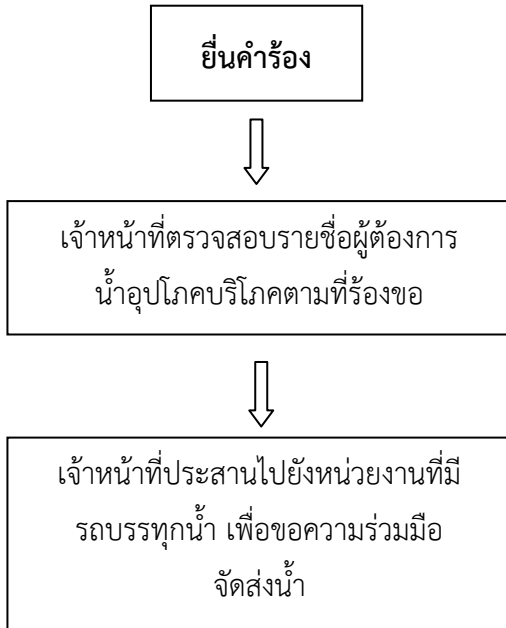 ยื่นคำร้อง
เจ้าหน้าที่ตรวจสอบรายชื่อผู้ต้องการ
น้ำอุปโภคบริโภคตามที่ร้องขอ
เจ้าหน้าที่ประสานไปยังหน่วยงานที่มี
รถบรรทุกน้ำ เพื่อขอความร่วมมือ
จัดส่งน้ำ